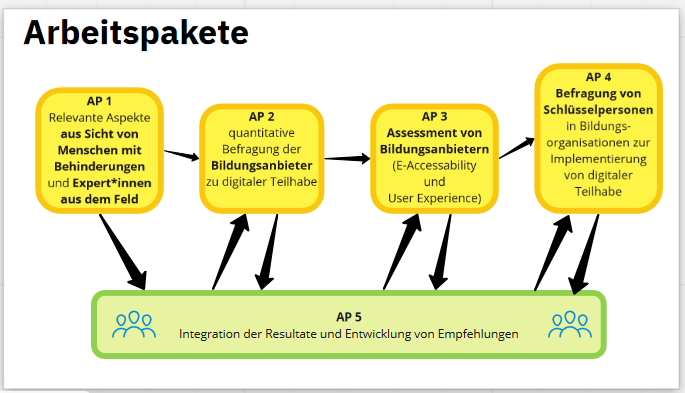 Arbeitspakete
AP 1
Relevante Aspekte
aus Sicht von
Menschen mit
Behinderungen
und Expert*innen
aus dem Feld
AP 2
quantitative
Befragung der
Bildungsanbieter
zu digitaler Teilhabe
AP 3
Assessment von
Bildungsanbietern
(E-Accessability
und
User Experience)
AP 4
Befragung von
Schlüsselpersonen
in Bildungs-
organisationen zur
Implementierung
von digitaler
Teilhabe
AP 5
Integration der Resultate und Entwicklung von Empfehlungen